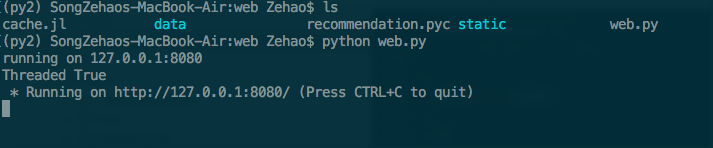 [(py2) SongZehaos-MacBook-Air:web Zehao$ ls
cache.jl data recommendation.pyc static web.py
[(py2) SongZehaos-MacBook-Air:web Zehao$ python web.py
running on 127.0.0.1:8080
Threaded True
 * Running on http://127.0.0.1:8080/ (Press CTRL+C to quit)